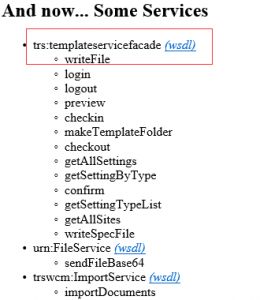 And now... Some Services
trs:templateservicefacade (wsdl)
writeFile
login
logout
preview
checkin
makeTemplateFolder
checkout
getAllSettings
getSettingByType
confirm
getSettingTypeList
getAllSites
writeSpecFile
urn:FileService (wsdl)
sendFileBase64
trswcm:ImportService (wsdl)
importDocuments